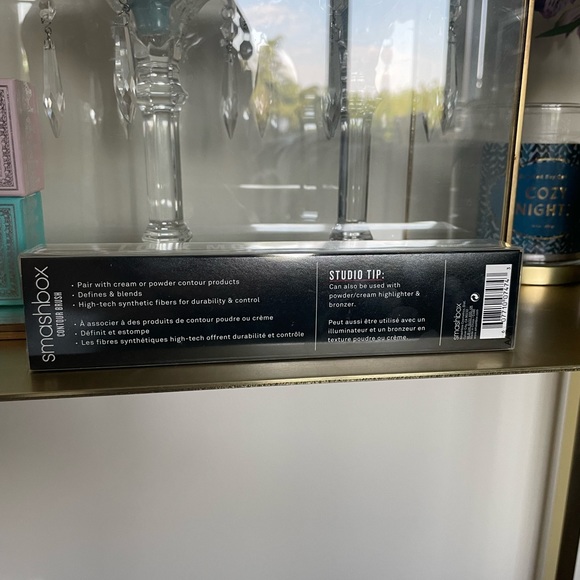 smashbox
CONTOUR BRUSH
• Pair with cream or powder contour products
• Defines & blends
• High-tech synthetic fibers for durability & control
• À associer à des produits de contour poudre ou crème
• Définit et estompe
• Les fibres synthétiques high-tech offrent durabilité et contrôle
STUDIO TIP:
Can also be used with
powder/cream highlighter &
bronzer.
Peut aussi être utilisé avec un
illuminateur et un bronzeur en
texture poudre ou crème.
smashbox
COZY
NIGHTS